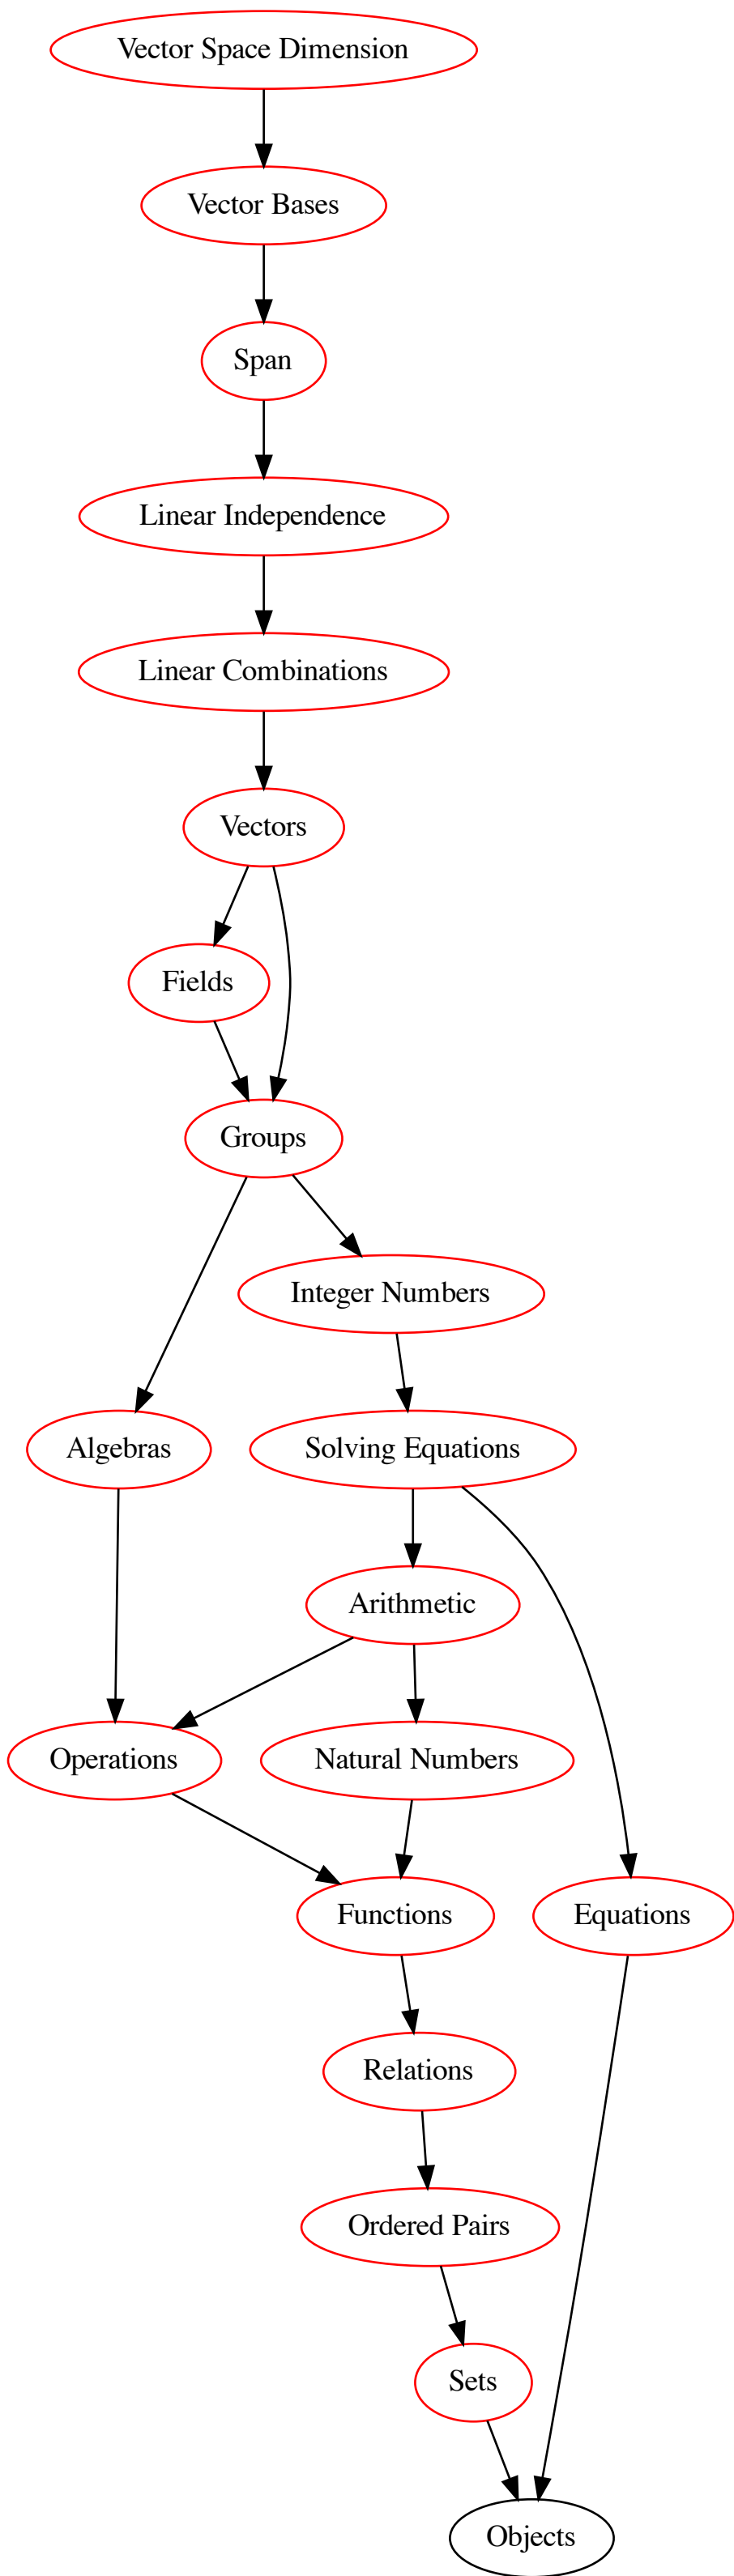 Vector Space Dimension
Vector Bases
Span
Linear Independence
Linear Combinations
Vectors
Fields
Groups
Integer Numbers
Algebras
Solving Equations
Arithmetic
Operations
Natural Numbers
Functions
Equations
Relations
Ordered Pairs
Sets
Objects